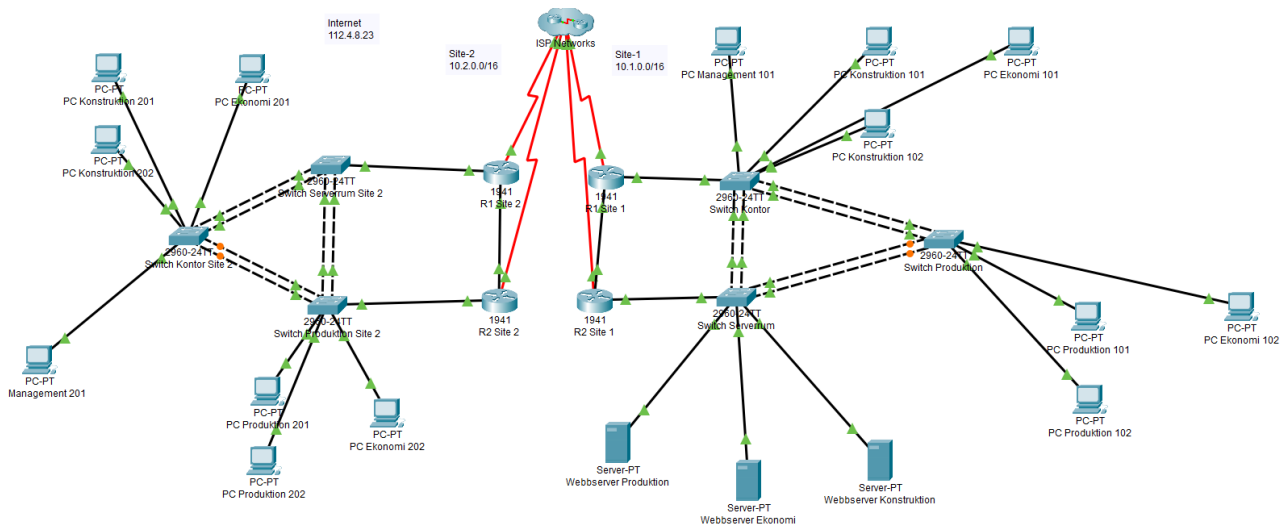 Internet
112.4.8.23
ISP Networks
Site-2
10.2.0.0/16
Site-1
10.1.0.0/16
PC-PT
PC Konstruktion 201
PC-PT
PC Ekonomi 201
PC-PT
PC Konstruktion 202
2960-24TT
Switch Serverrum Site 2
1941
R1 Site 2
2960-24TT
Switch Kontor Site 2
2960-24TT
Switch Produktion Site 2
1941
R2 Site 2
PC-PT
Management 201
PC-PT
PC Produktion 201
PC-PT
PC Ekonomi 202
PC-PT
PC Produktion 202
PC-PT
PC Management 101
PC-PT
PC Konstruktion 101
PC-PT
PC Ekonomi 101
PC-PT
PC Konstruktion 102
1941
R1 Site 1
2960-24TT
Switch Kontor
2960-24TT
Switch Produktion
1941
R2 Site 1
2960-24TT
Switch Serverrum
PC-PT
PC Produktion 101
PC-PT
PC Ekonomi 102
PC-PT
PC Produktion 102
Server-PT
Webbserver Produktion
Server-PT
Webbserver Ekonomi
Server-PT
Webbserver Konstruktion